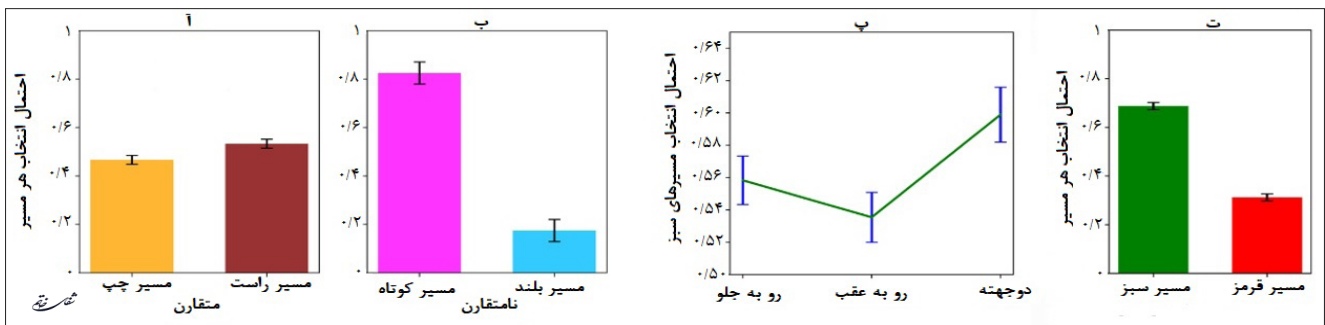 آ
احتمال انتخاب هر مسیر
۱
۰/۸
۰/۶
۰/۴
۰/۲
۰
مسیر چپ
مسیر راست
متقارن
ب
۱
۰/۸
۰/۶
۰/۴
۰/۲
۰
مسیر کوتاه
مسیر بلند
نامتقارن
پ
احتمال انتخاب مسیرهای سبز
۰/۶۴
۰/۶۲
۰/۶۰
۰/۵۸
۰/۵۶
۰/۵۴
۰/۵۲
۰/۵۰
رو به جلو
رو به عقب
دوجهته
ت
احتمال انتخاب هر مسیر
۱
۰/۸
۰/۶
۰/۴
۰/۲
۰
مسیر سبز
مسیر قرمز